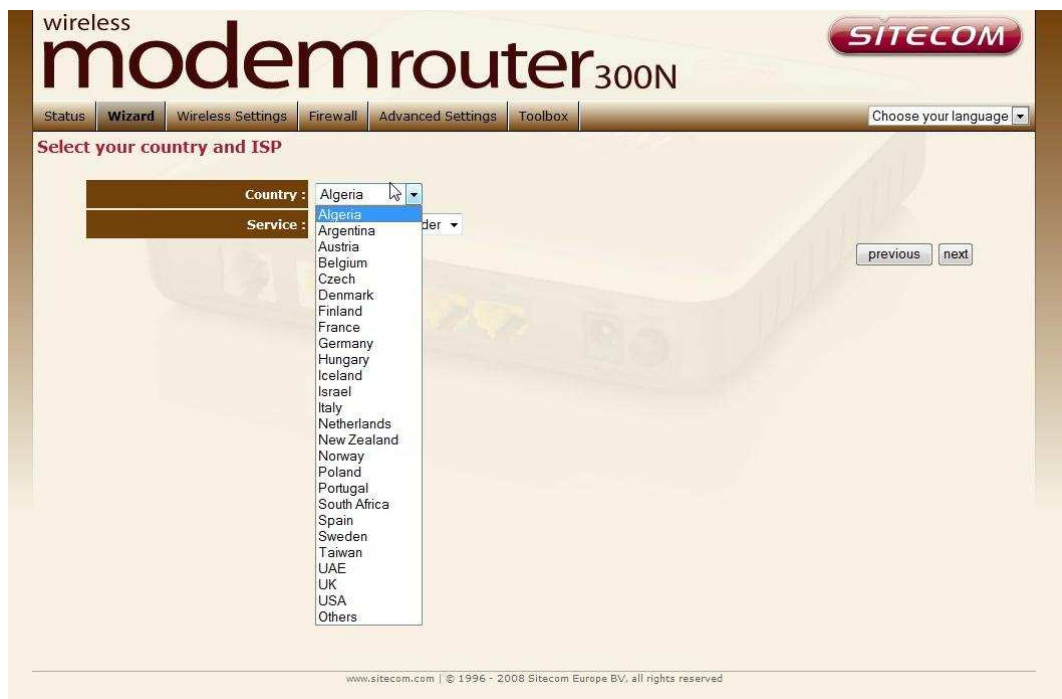 wireless
modem router 300N
SITECOM
Status Wizard Wireless Settings Firewall Advanced Settings Toolbox Choose your language
Select your country and ISP
Country : Algeria
Service : der
previous next
Algeria
Argentina
Austria
Belgium
Czech
Denmark
Finland
France
Germany
Hungary
Iceland
Israel
Italy
Netherlands
New Zealand
Norway
Poland
Portugal
South Africa
Spain
Sweden
Taiwan
UAE
UK
USA
Others
www.sitecom.com | © 1996 - 2008 Sitecom Europe BV, all rights reserved